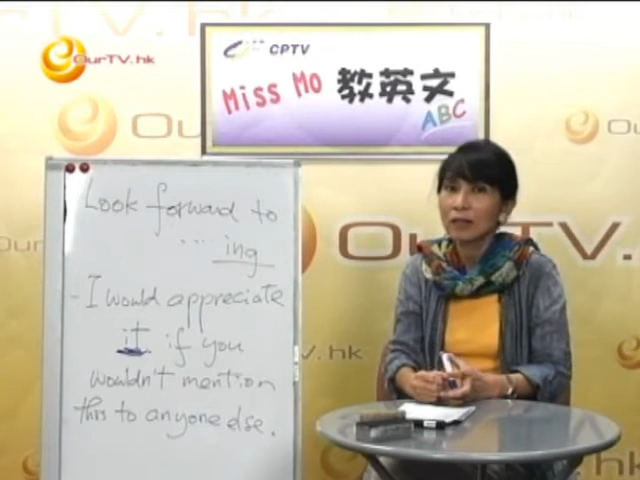 OurTV.hk
CPTV
Miss Mo 教英文
ABC
OurTV.hk
Look forward to
.... ing
- I would appreciate
it if you
wouldn't mention
this to anyone else.